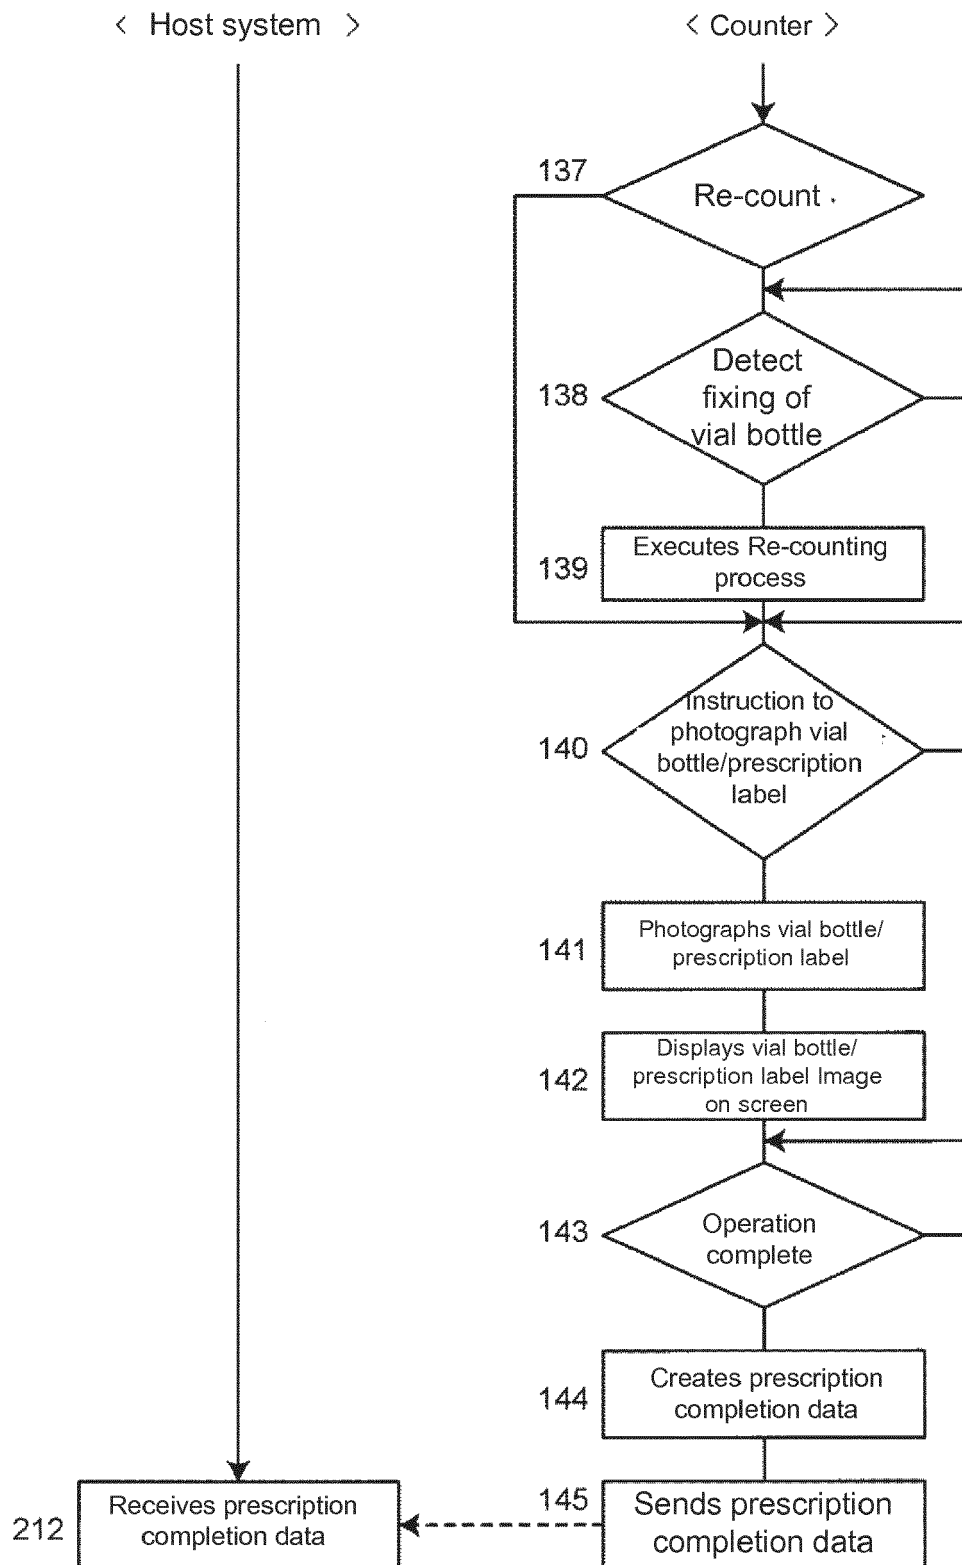 < Host system >
< Counter >
137
Re-count
138
Detect
fixing of
vial bottle
139
Executes Re-counting
process
140
Instruction to
photograph vial
bottle/prescription
label
141
Photographs vial bottle/
prescription label
142
Displays vial bottle/
prescription label Image
on screen
143
Operation
complete
144
Creates prescription
completion data
145
Sends prescription
completion data
212
Receives prescription
completion data